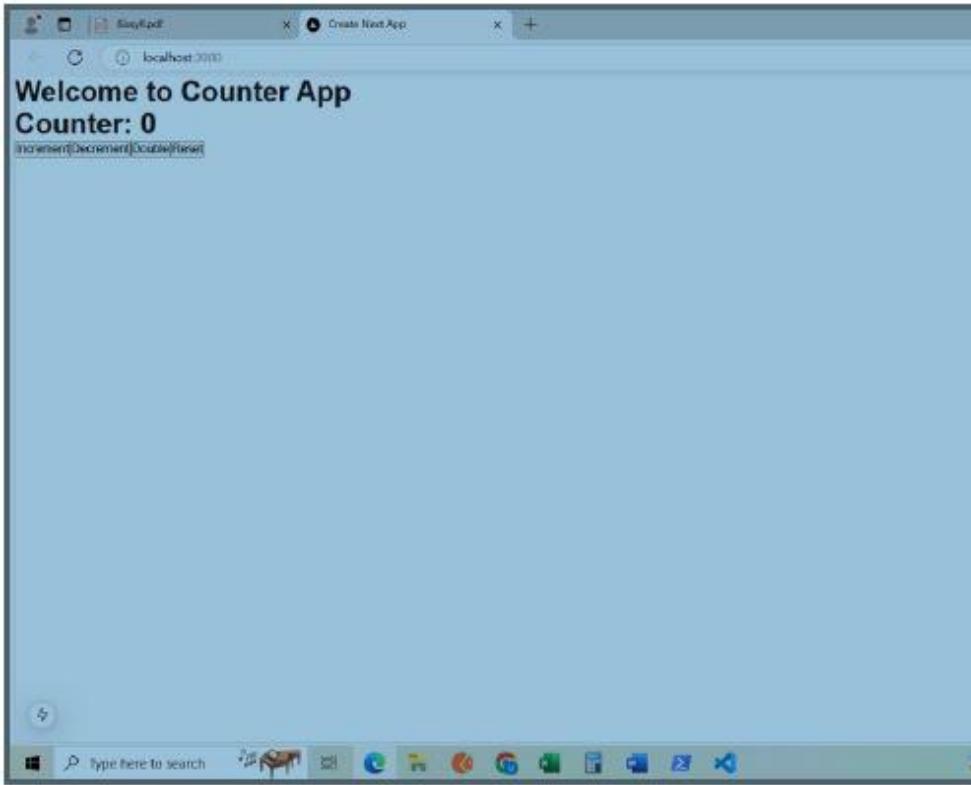 Create Next App
localhost:3000
Welcome to Counter App
Counter: 0
Increment Decrement Double Reset
Type here to search